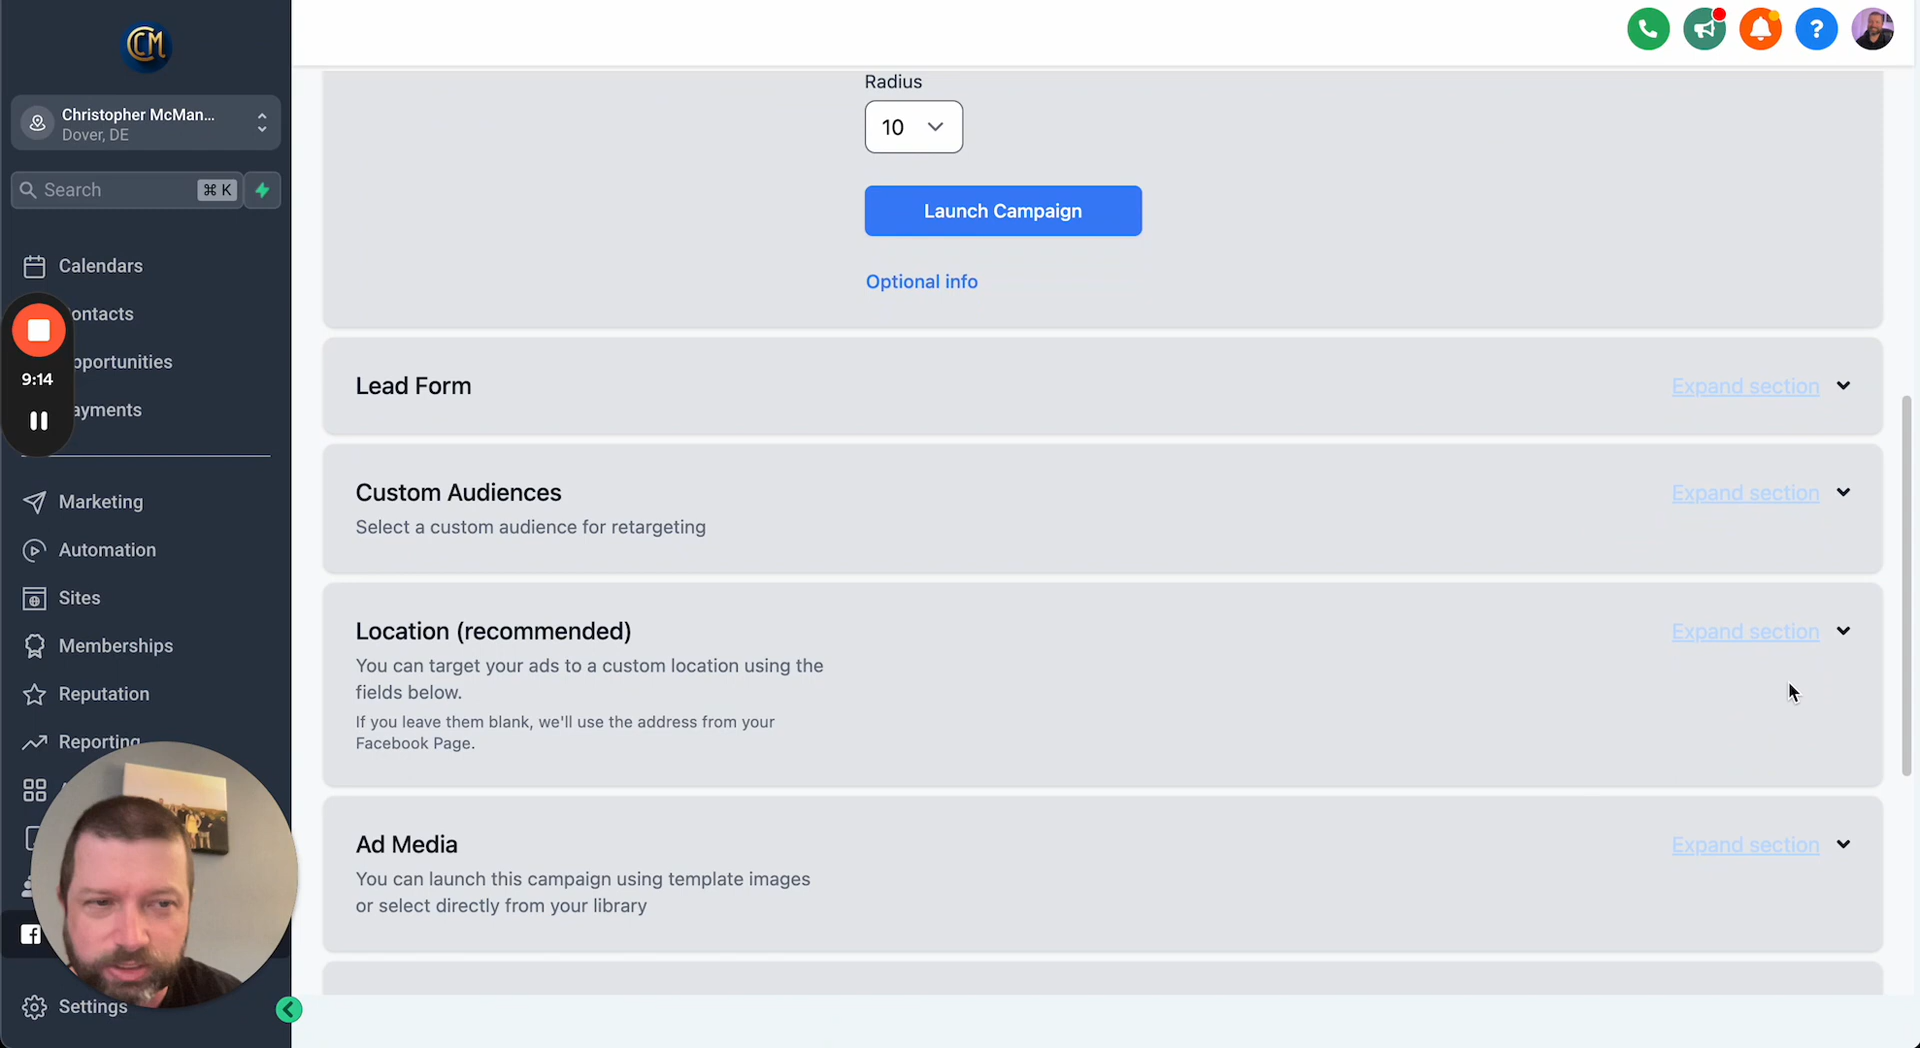 CM
Christopher McMan...
Dover, DE
Search
⌘ K
Calendars
ontacts
pportunities
ayments
9:14
Marketing
Automation
Sites
Memberships
Reputation
Reporting
Settings
?
Radius
10
Launch Campaign
Optional info
Lead Form
Expand section
Custom Audiences
Expand section
Select a custom audience for retargeting
Location (recommended)
Expand section
You can target your ads to a custom location using the
fields below.
If you leave them blank, we'll use the address from your
Facebook Page.
Ad Media
Expand section
You can launch this campaign using template images
or select directly from your library